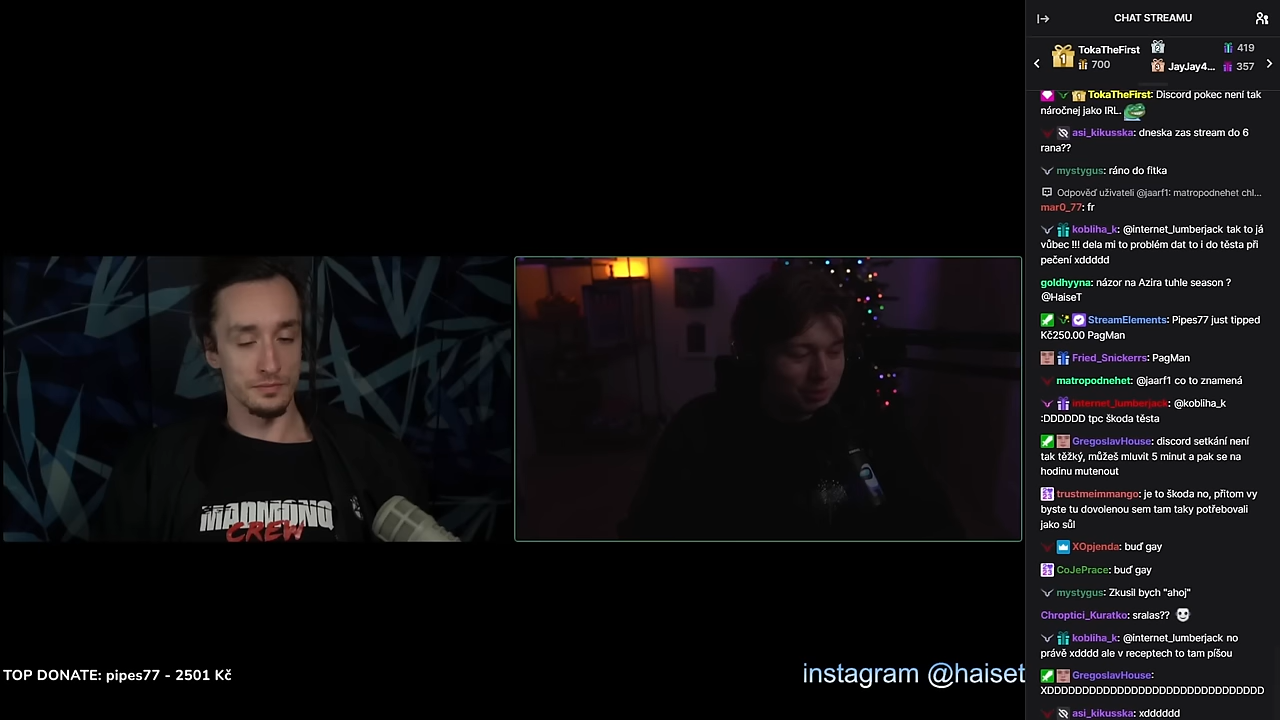 CHAT STREAMU
TokaTheFirst
700
419
JayJay4...
357
TokaTheFirst: Discord pokec není tak
náročnej jako IRL.
asi_kikusska: dneska zas stream do 6
rana??
mystygus: ráno do fitka
Odpověď uživateli @jaarf1: matropodnehet chl...
mar0_77: fr
kobliha_k: @internet_lumberjack tak to já
vůbec !!! dela mi to problém dat to i do těsta při
pečení xddddd
goldhyyna: názor na Azira tuhle season ?
@HaiseT
StreamElements: Pipes77 just tipped
Kč250.00 PagMan
Fried_Snickerrs: PagMan
matropodnehet: @jaarf1 co to znamená
internet_lumberjack: @kobliha_k
:DDDDDD tpc škoda těsta
GregoslavHouse: discord setkání není
tak těžký, můžeš mluvit 5 minut a pak se na
hodinu mutenout
trustmeimmango: je to škoda no, přitom vy
byste tu dovolenou sem tam taky potřebovali
jako sůl
XOpjenda: buď gay
CoJePrace: buď gay
mystygus: Zkusil bych "ahoj"
Chroptici_Kuratko: sralas??
kobliha_k: @internet_lumberjack no
právě xdddd ale v receptech to tam píšou
GregoslavHouse:
XDDDDDDDDDDDDDDDDDDDDDDDDDDDDDDD
asi_kikusska: xdddddd
MADMONQ
CREW
TOP DONATE: pipes77 - 2501 Kč
instagram @haiset